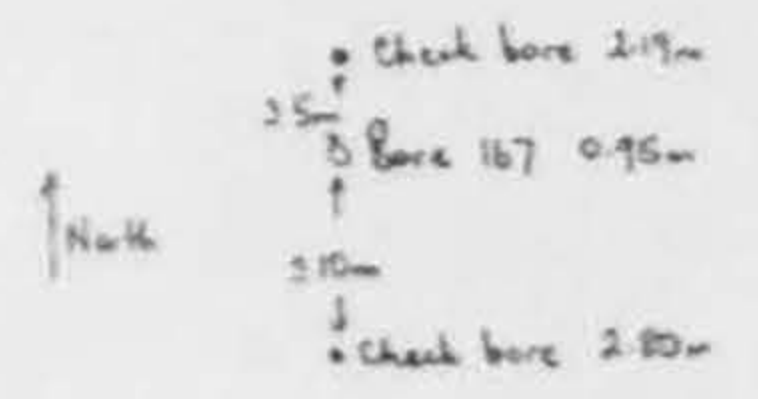 Check bore 2.19m
± 5m
Bore 167 0.95m
North
± 10m
Check bore 2.80m